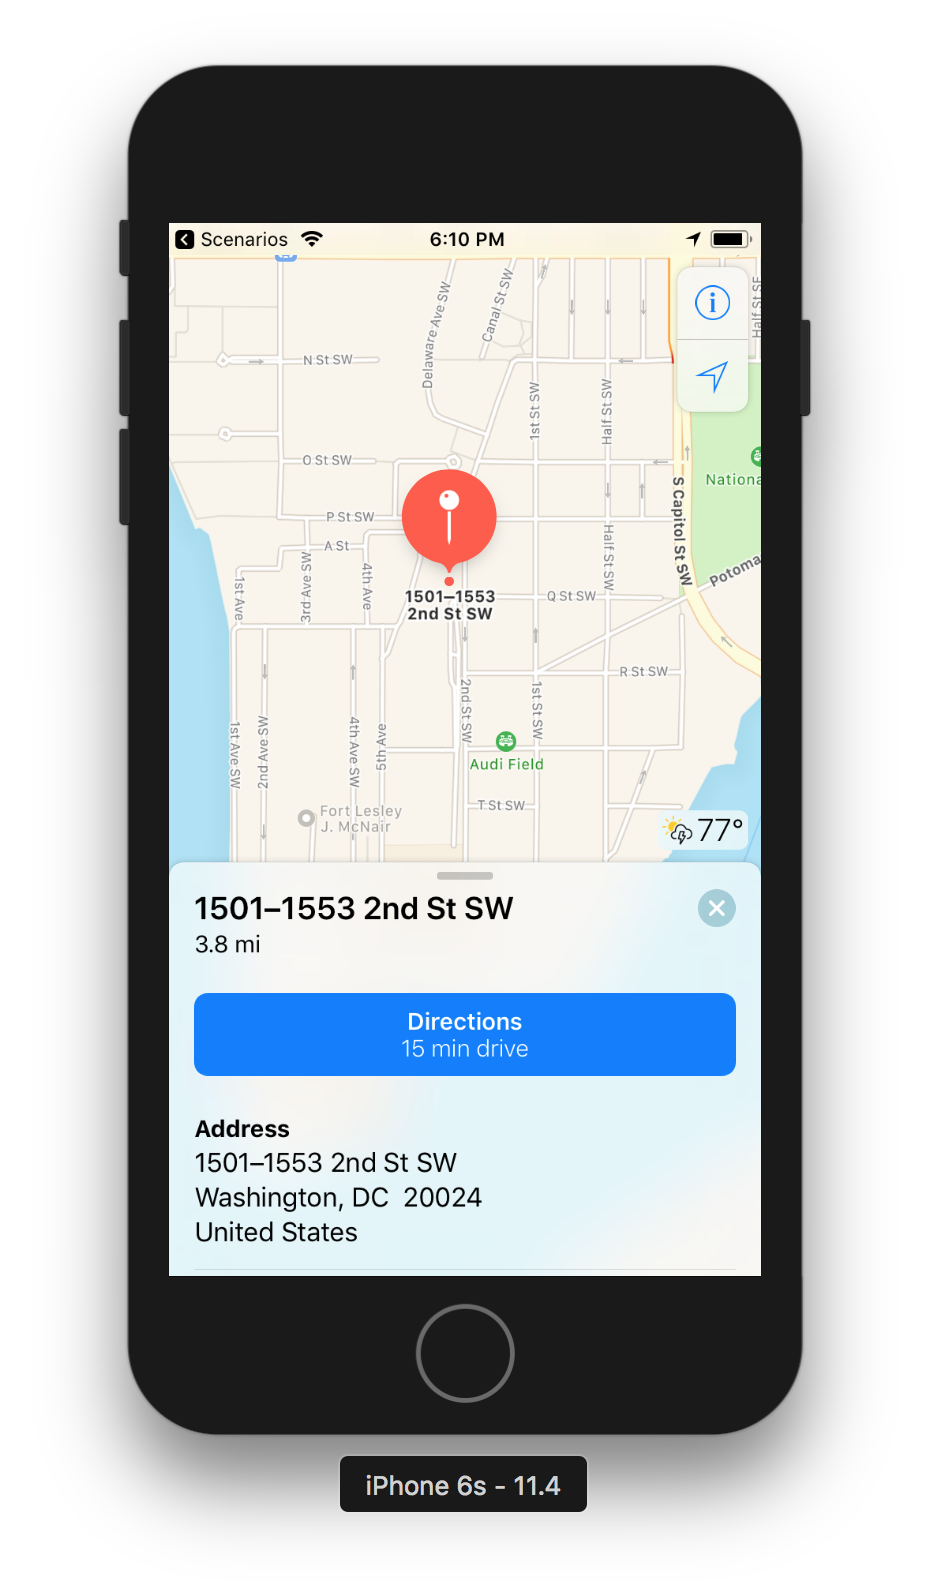 Scenarios
6:10 PM
Half St SE
Canal St SW
Delaware Ave SW
N St SW
1st St SW
Half St SW
O St SW
S Capitol St SW
Nationa
P St SW
A St
Half St SW
Potoma
1st Ave
3rd Ave SW
4th Ave
1501–1553
2nd St SW
Q St SW
R St SW
2nd St SW
1st St SW
1st Ave SW
2nd Ave SW
4th Ave SW
5th Ave
Audi Field
Fort Lesley
J. McNair
T St SW
77°
1501–1553 2nd St SW
3.8 mi
Directions
15 min drive
Address
1501–1553 2nd St SW
Washington, DC  20024
United States
iPhone 6s - 11.4